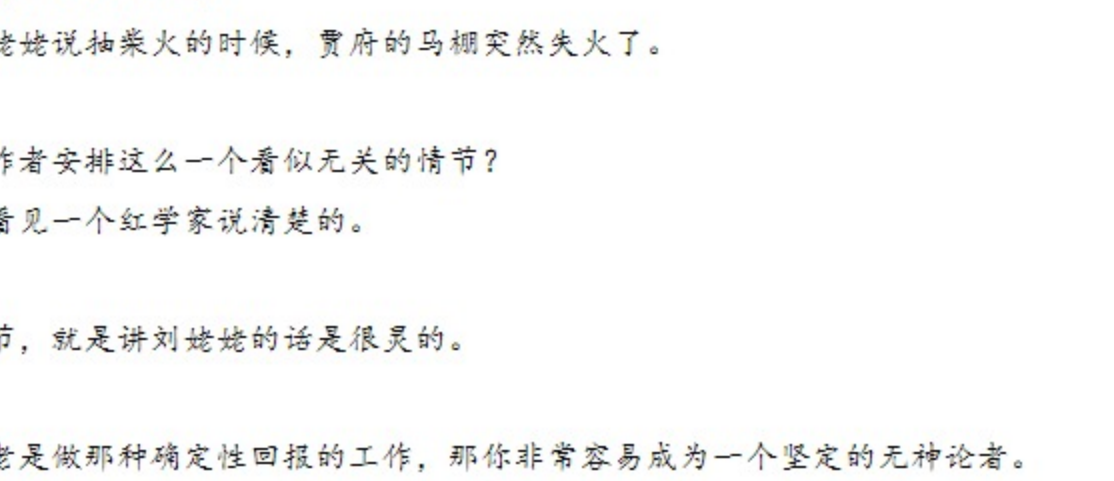 姥姥说抽柴火的时候，贾府的马棚突然失火了。
作者安排这么一个看似无关的情节？
看见一个红学家说清楚的。
节，就是讲刘姥姥的话是很灵的。
老是做那种确定性回报的工作，那你非常容易成为一个坚定的无神论者。